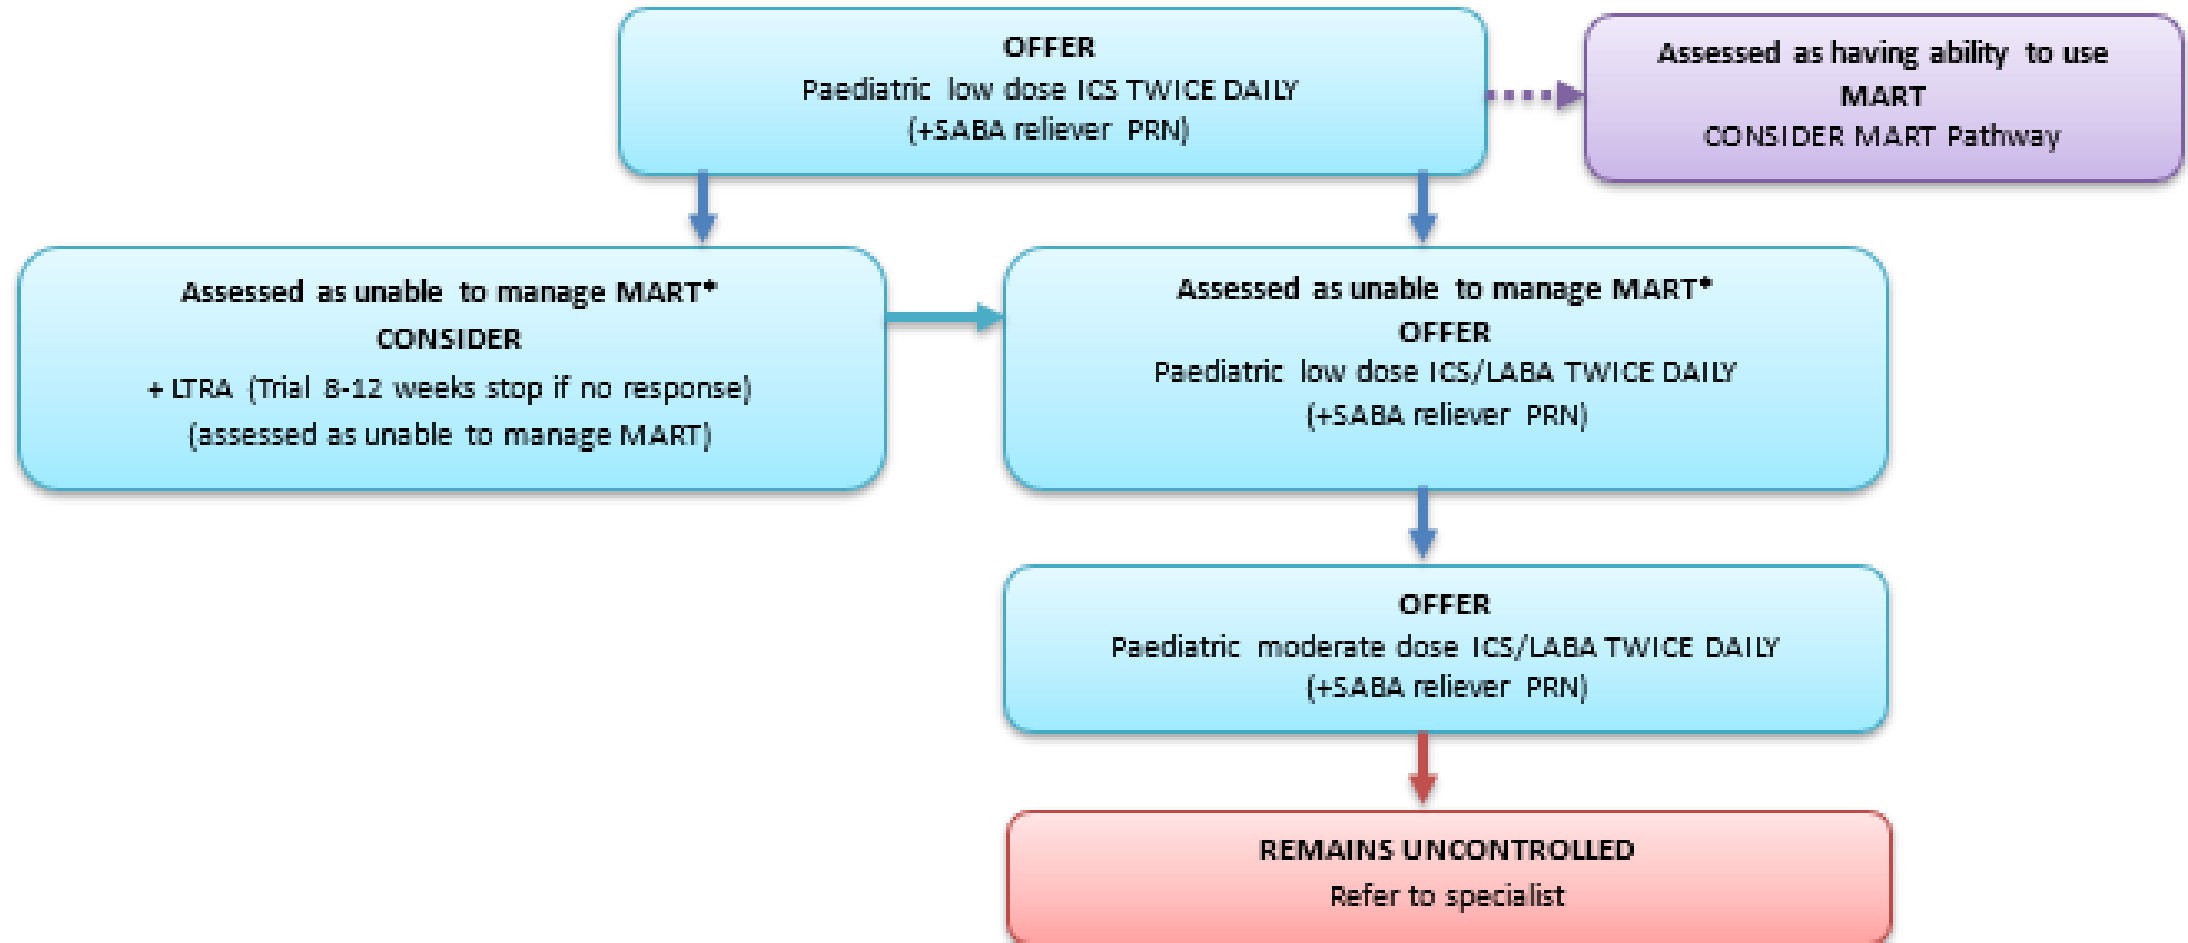 OFFER
Paediatric low dose ICS TWICE DAILY
(+SABA reliever PRN)
Assessed as having ability to use
MART
CONSIDER MART Pathway
Assessed as unable to manage MART*
CONSIDER
+ LTRA (Trial 8-12 weeks stop if no response)
(assessed as unable to manage MART)
Assessed as unable to manage MART*
OFFER
Paediatric low dose ICS/LABA TWICE DAILY
(+SABA reliever PRN)
OFFER
Paediatric moderate dose ICS/LABA TWICE DAILY
(+SABA reliever PRN)
REMAINS UNCONTROLLED
Refer to specialist